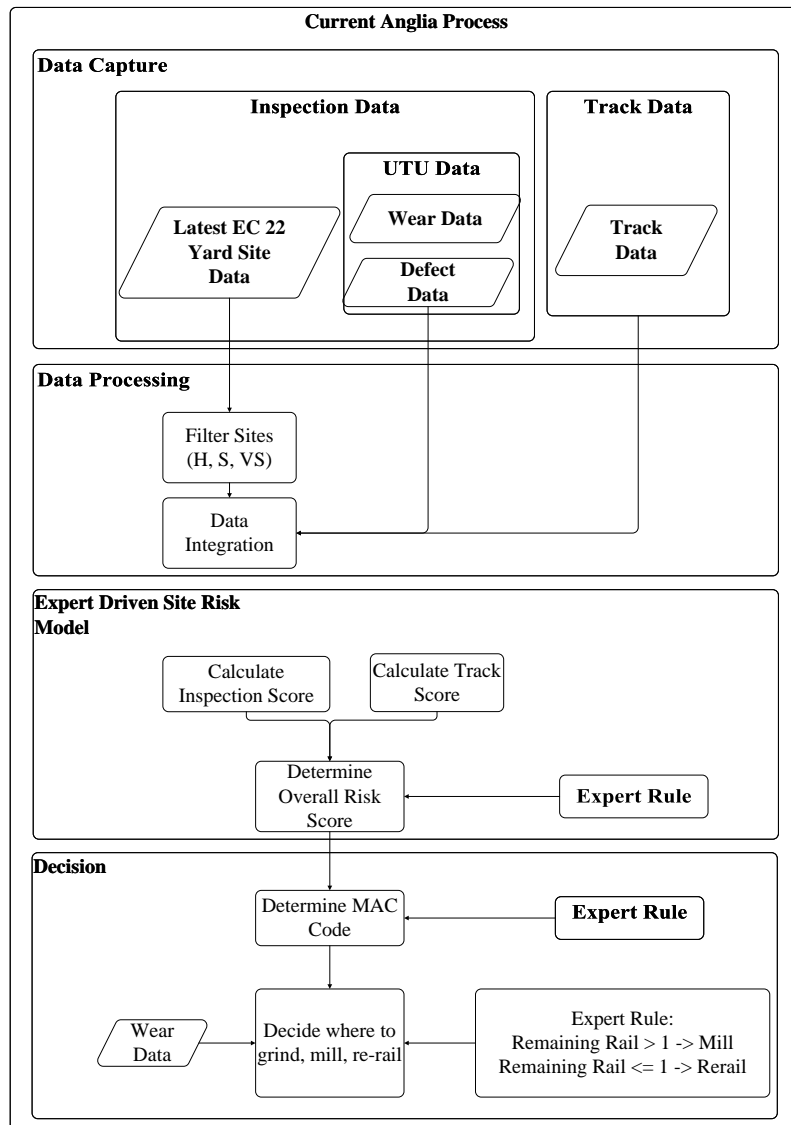 Current Anglia Process
Data Capture
Inspection Data
Track Data
UTU Data
Latest EC 22
Yard Site
Data
Wear Data
Defect
Data
Track
Data
Data Processing
Filter Sites
(H, S, VS)
Data
Integration
Expert Driven Site Risk
Model
Calculate
Inspection Score
Calculate Track
Score
Determine
Overall Risk
Score
Expert Rule
Decision
Determine MAC
Code
Expert Rule
Wear
Data
Decide where to
grind, mill, re-rail
Expert Rule:
Remaining Rail > 1 -> Mill
Remaining Rail <= 1 -> Rerail